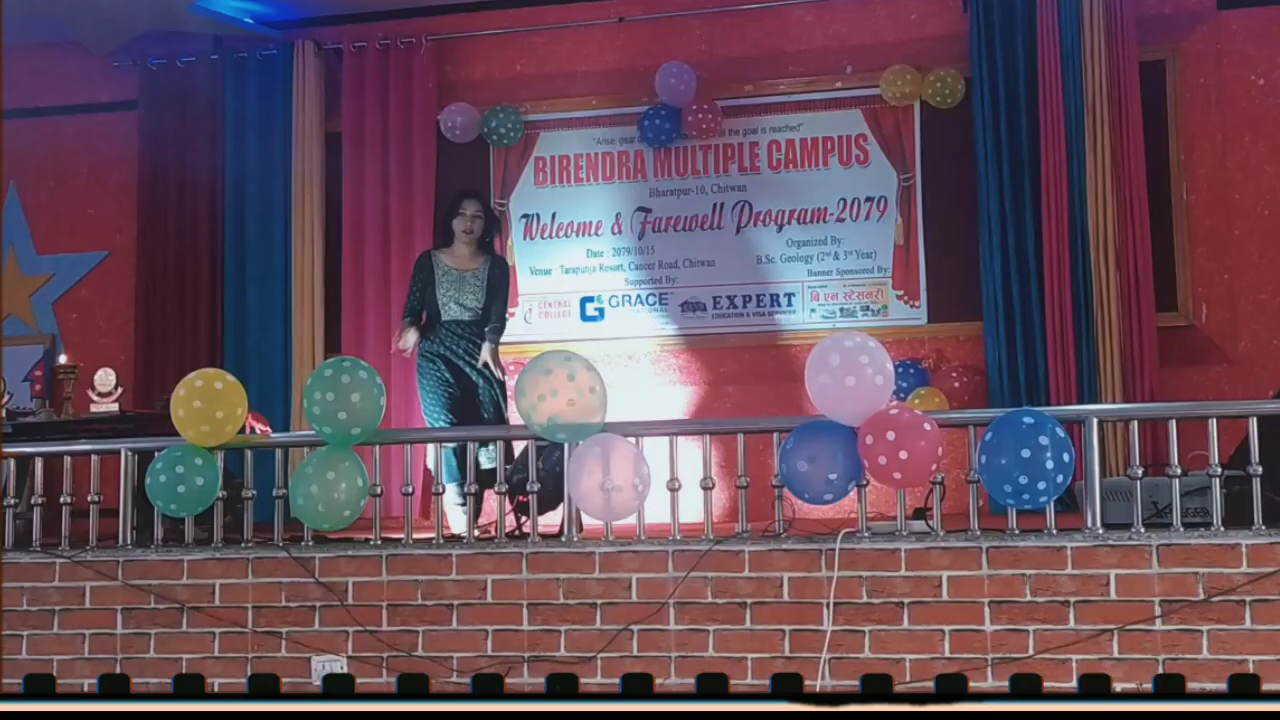 "Arise, gear the goal is reached"
BIRENDRA MULTIPLE CAMPUS
Bharatpur-10, Chitwan
Welcome & Farewell Program-2079
Date : 2079/10/15
Venue : Tarapunja Resort, Cancer Road, Chitwan
Organized By:
B.Sc. Geology (2nd & 3rd Year)
Supported By:
Banner Sponsored By:
CENTRAL COLLEGE
GRACE
EXPERT
EDUCATION & VISA SERVICES
बि एन स्टेसनरी